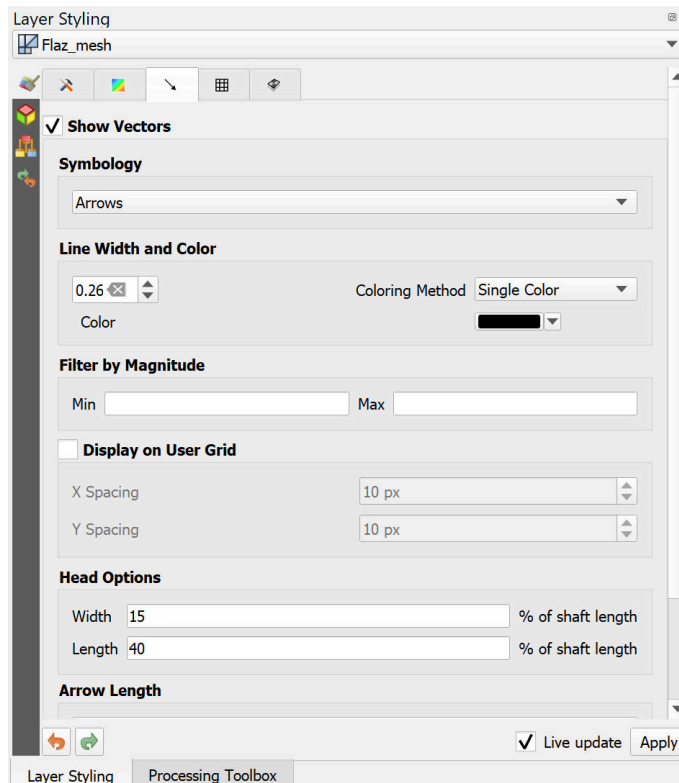 Layer Styling
Flaz_mesh
Show Vectors
Symbology
Arrows
Line Width and Color
0.26 Coloring Method Single Color
Color
Filter by Magnitude
Min Max
Display on User Grid
X Spacing 10 px
Y Spacing 10 px
Head Options
Width 15 % of shaft length
Length 40 % of shaft length
Arrow Length
Live update Apply
Layer Styling Processing Toolbox